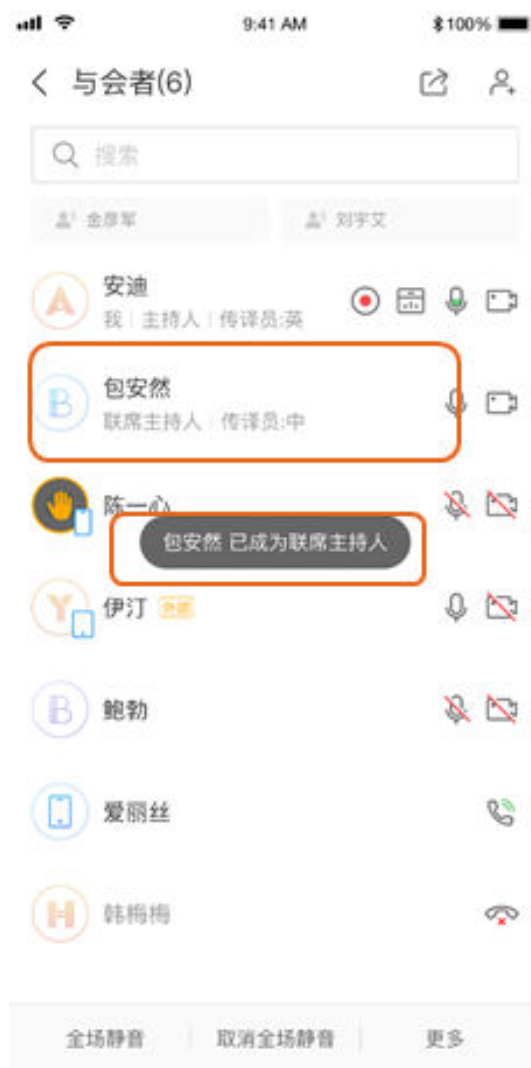 9:41 AM
100%
与会者(6)
搜索
金彦军
刘宇艾
安迪
我 | 主持人 | 传译员:英
包安然
联席主持人 | 传译员:中
陈一心
包安然 已成为联席主持人
伊汀
鲍勃
爱丽丝
韩梅梅
全场静音
取消全场静音
更多